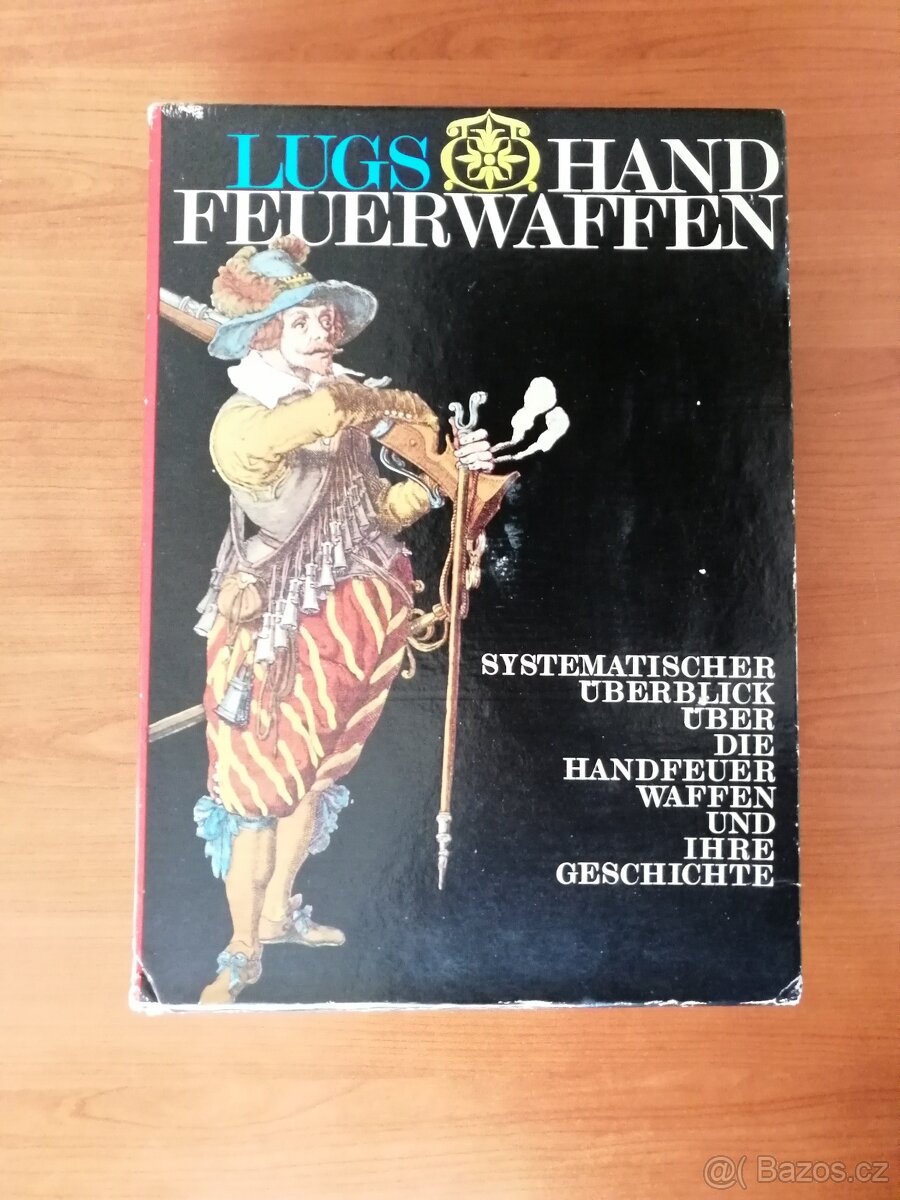 LUGS HAND
FEUERWAFFEN
SYSTEMATISCHER
ÜBERBLICK
ÜBER
DIE
HANDFEUER
WAFFEN
UND
IHRE
GESCHICHTE
@( Bazos.cz